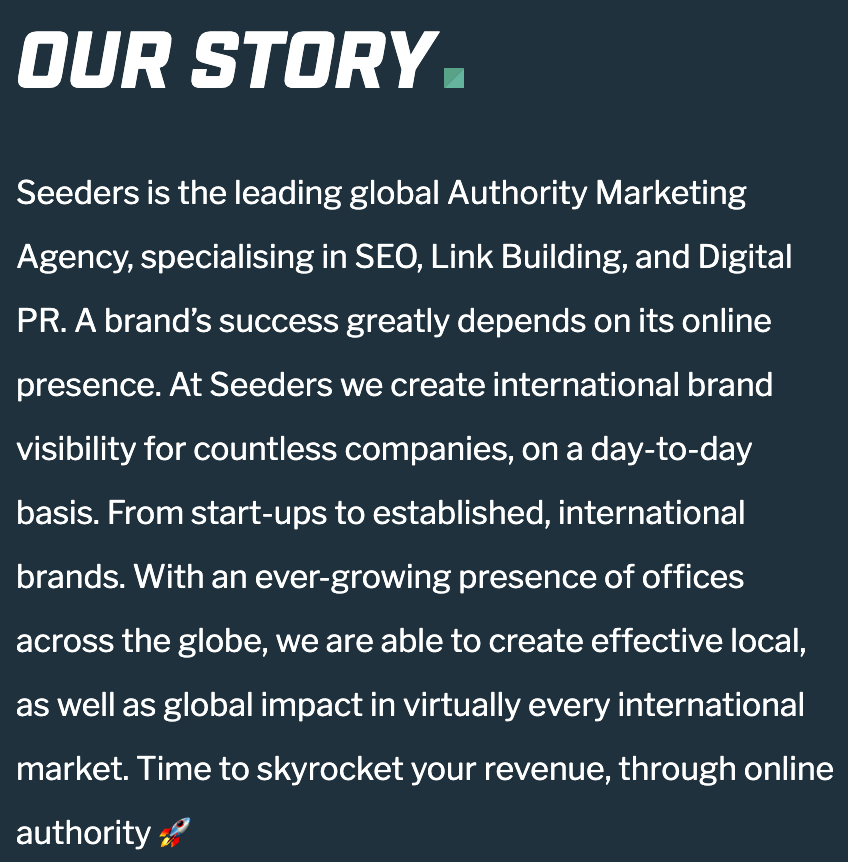 OUR STORY.
Seeders is the leading global Authority Marketing
Agency, specialising in SEO, Link Building, and Digital
PR. A brand’s success greatly depends on its online
presence. At Seeders we create international brand
visibility for countless companies, on a day-to-day
basis. From start-ups to established, international
brands. With an ever-growing presence of offices
across the globe, we are able to create effective local,
as well as global impact in virtually every international
market. Time to skyrocket your revenue, through online
authority 🚀